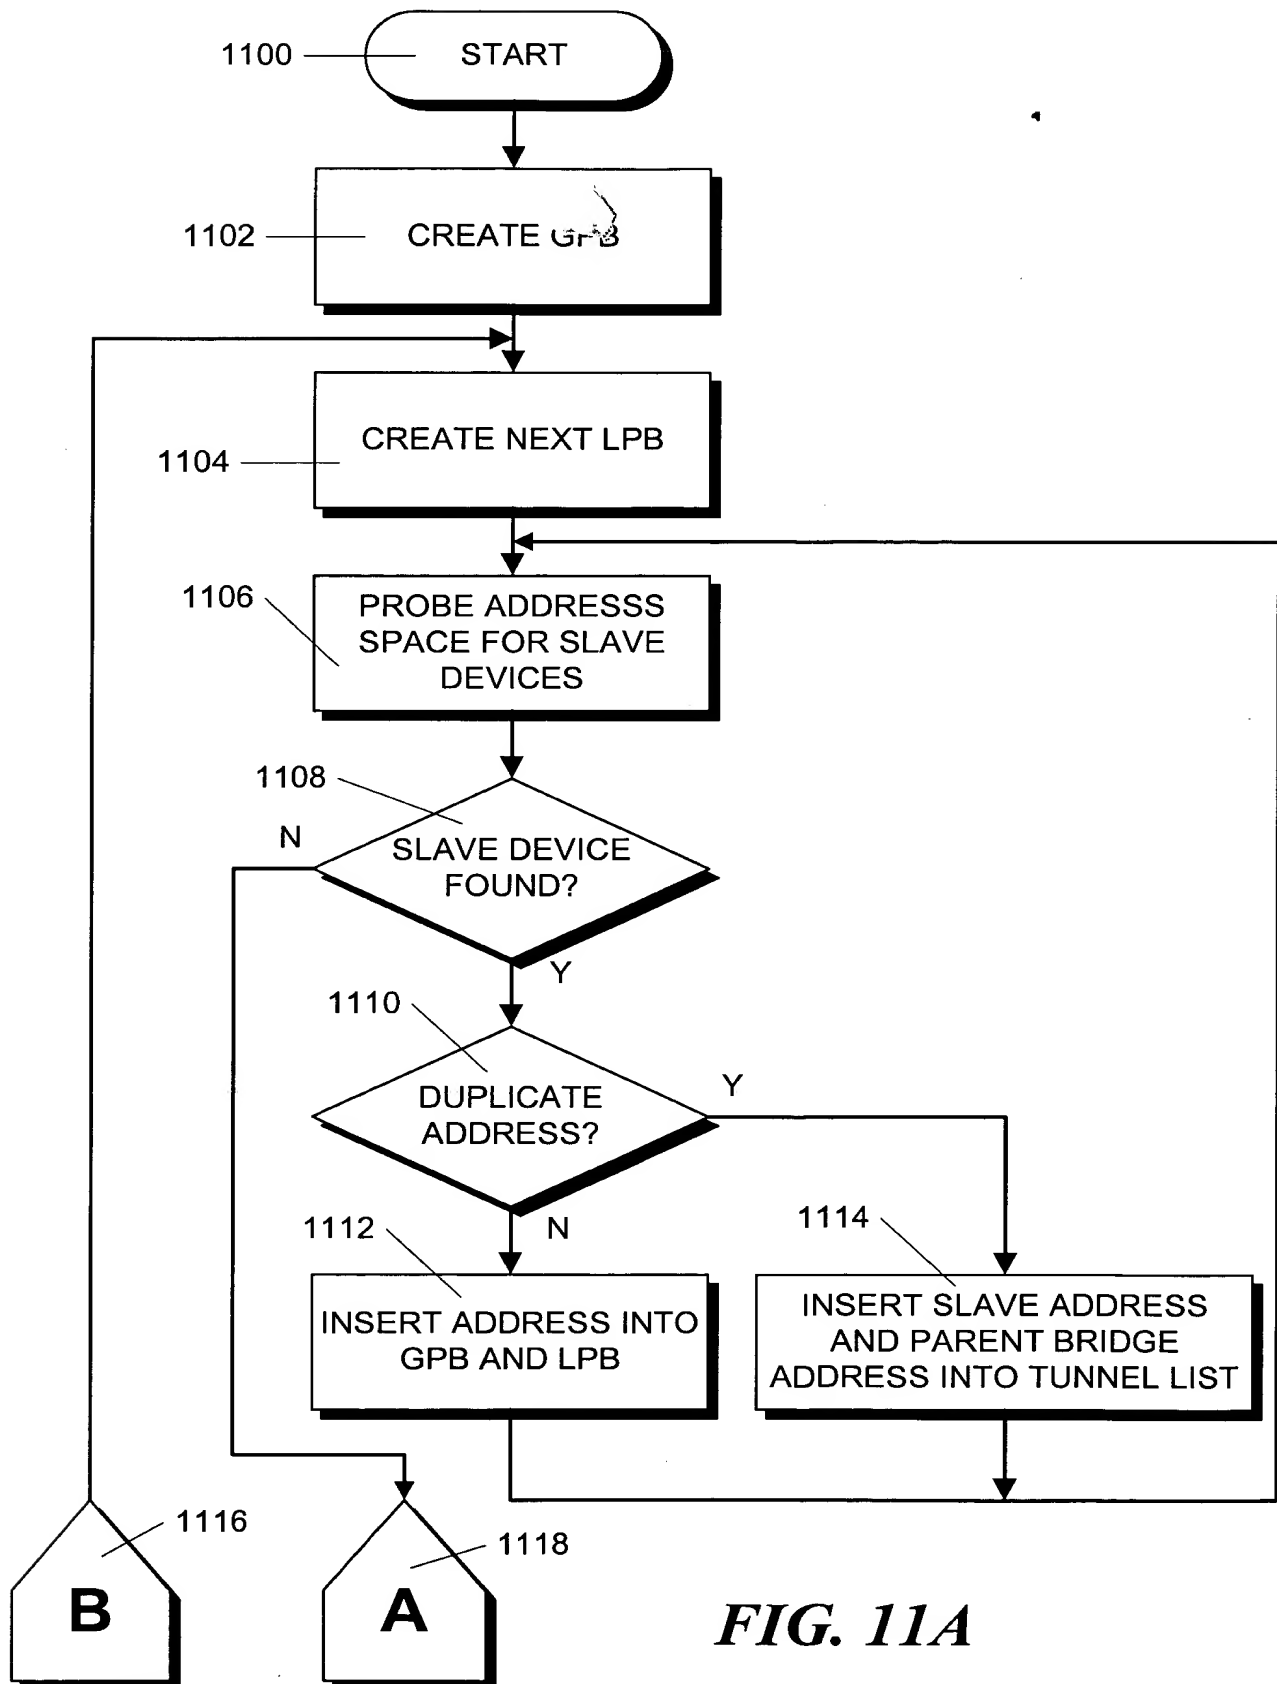 1100
START
1102
CREATE GPB
1104
CREATE NEXT LPB
1106
PROBE ADDRESSS
SPACE FOR SLAVE
DEVICES
1108
N
SLAVE DEVICE
FOUND?
Y
1110
DUPLICATE
ADDRESS?
Y
N
1112
INSERT ADDRESS INTO
GPB AND LPB
1114
INSERT SLAVE ADDRESS
AND PARENT BRIDGE
ADDRESS INTO TUNNEL LIST
1116
B
1118
A
FIG. 11A